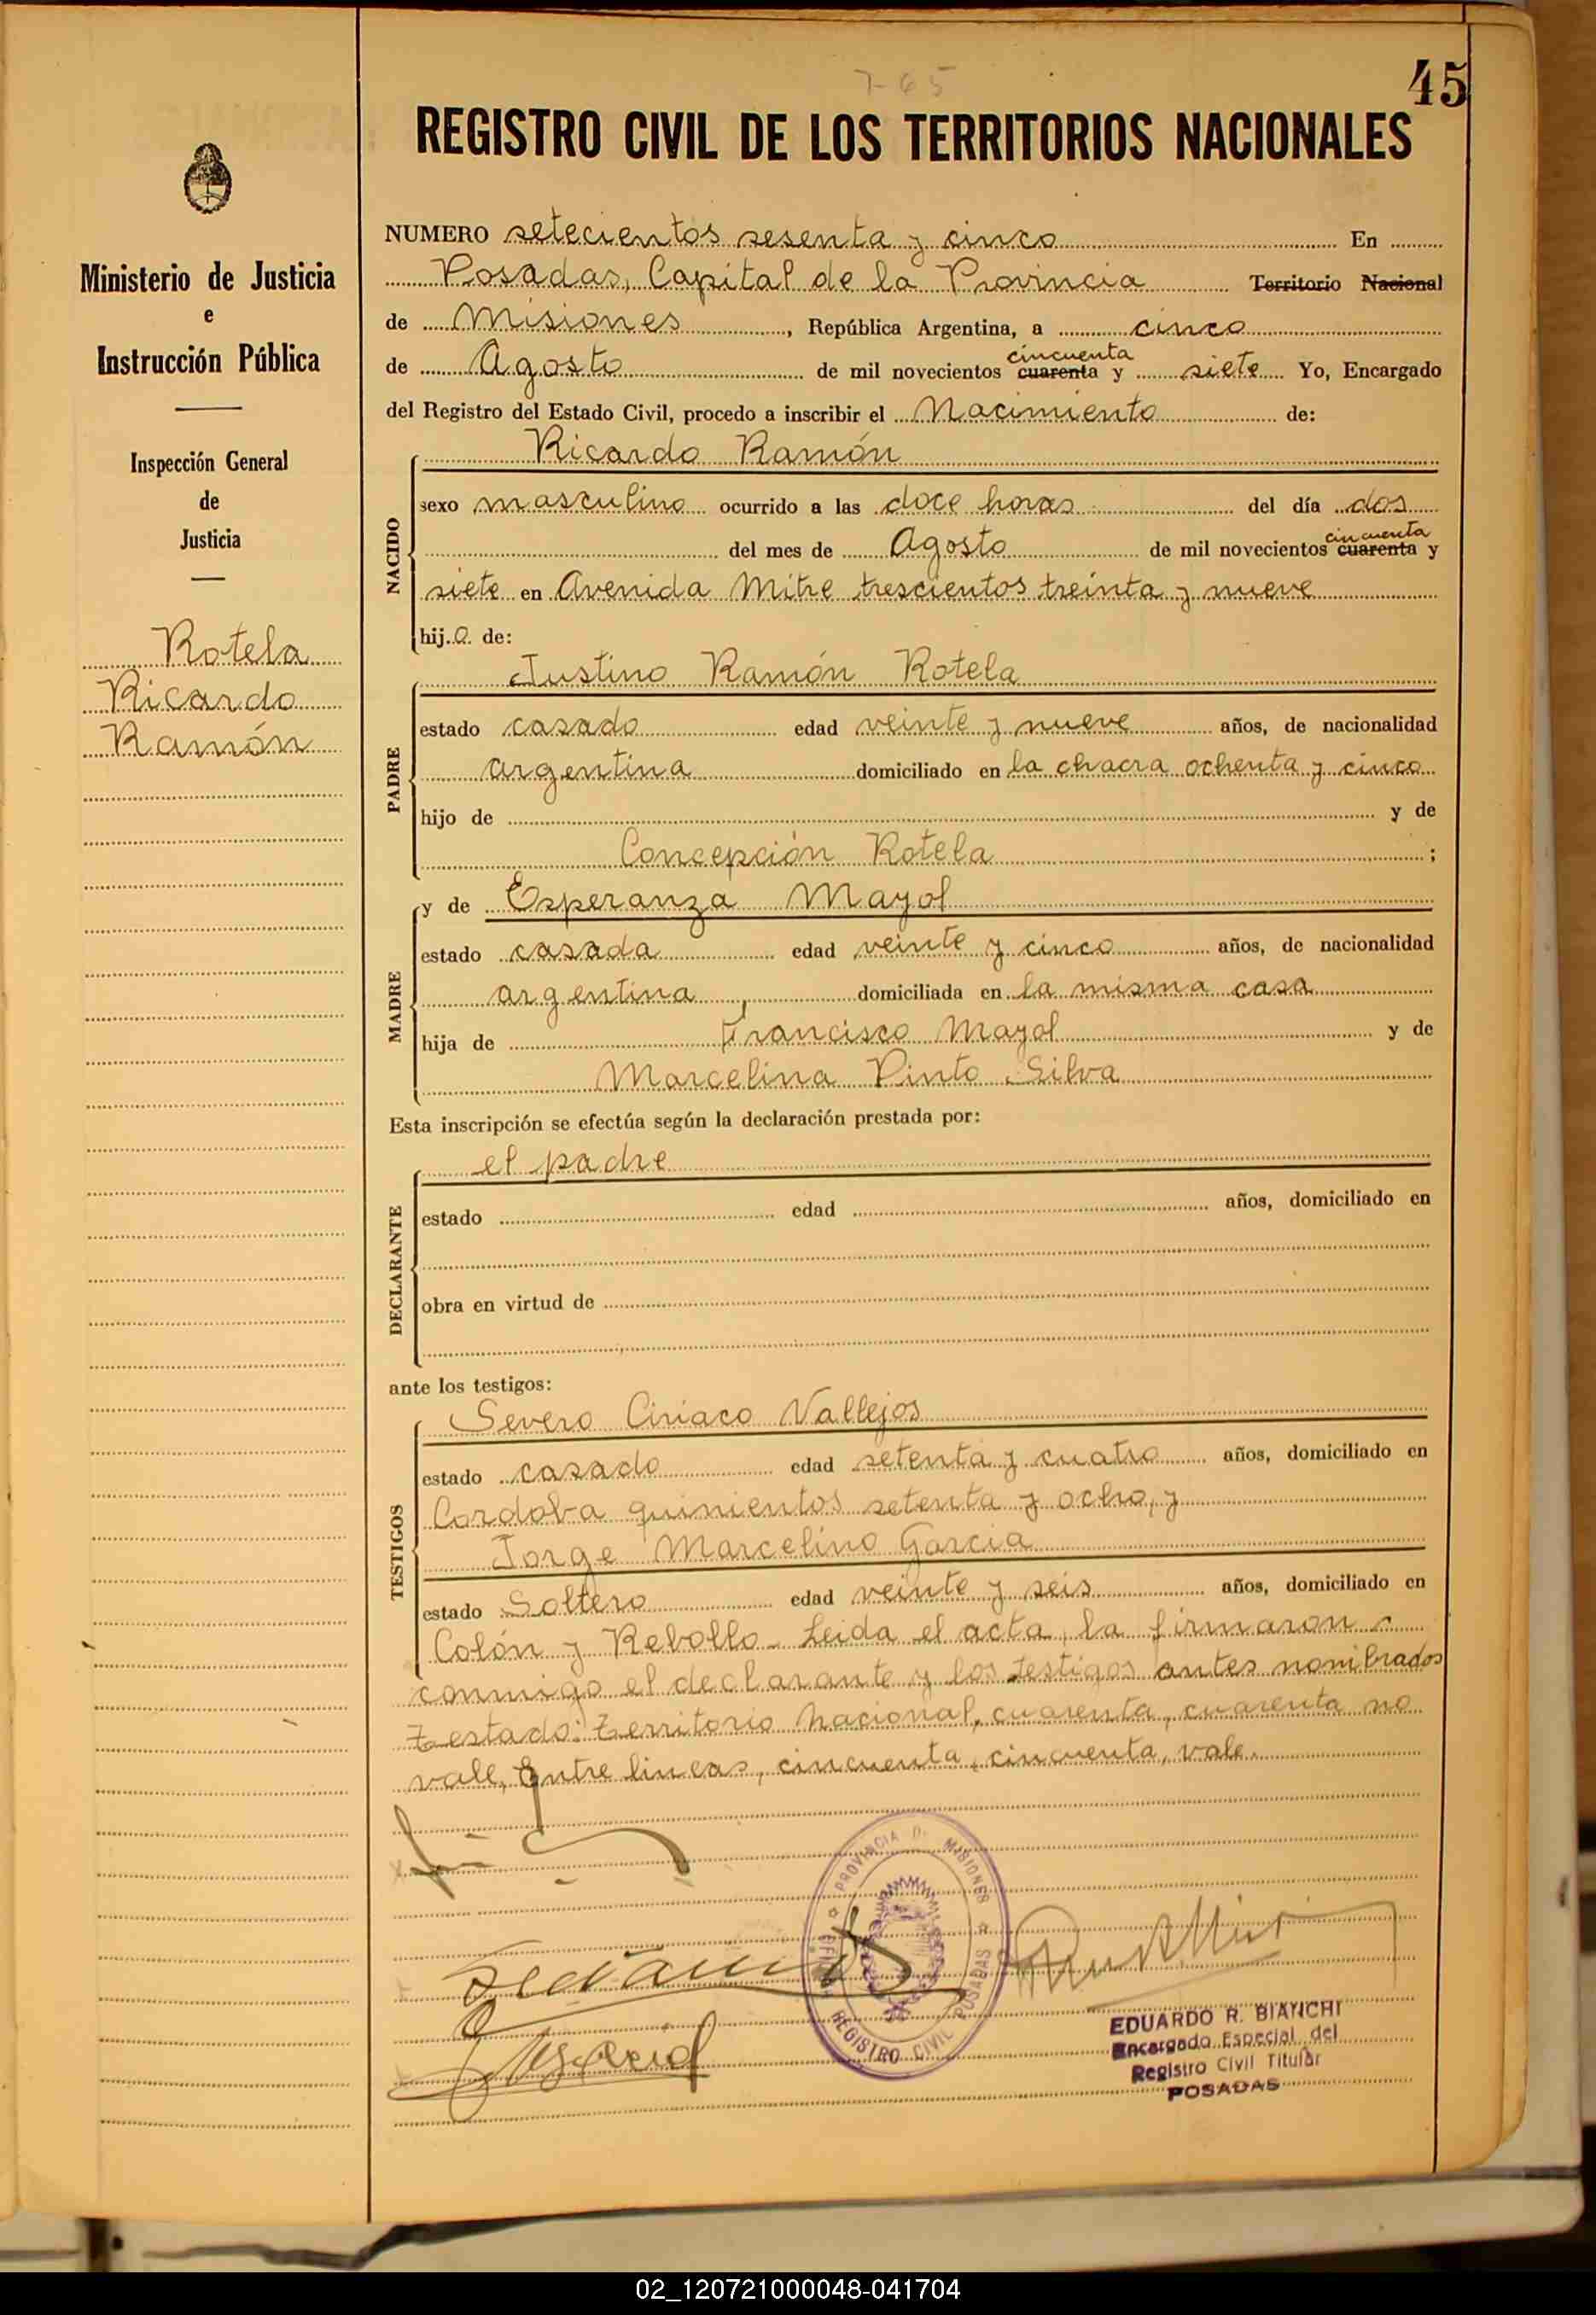 7-65
45
REGISTRO CIVIL DE LOS TERRITORIOS NACIONALES
Ministerio de Justicia
e
Instrucción Pública
Inspección General
de
Justicia
Rotela
Ricardo
Ramón
NUMERO setecientos sesenta y cinco En
Posadas, Capital de la Provincia Territorio Nacional
de Misiones, República Argentina, a cinco
cincuenta
de Agosto de mil novecientos cuarenta y siete Yo, Encargado
del Registro del Estado Civil, procedo a inscribir el Nacimiento de:
NACIDO
Ricardo Ramón
sexo masculino ocurrido a las doce horas del día dos
cincuenta
del mes de Agosto de mil novecientos cuarenta y
siete en Avenida Mitre trescientos treinta y nueve
hij.o. de:
PADRE
Justino Ramón Rotela
estado casado edad veinte y nueve años, de nacionalidad
argentina domiciliado en la chacra ochenta y cinco
hijo de y de
Concepción Rotela ;
MADRE
y de Esperanza Mayol
estado casada edad veinte y cinco años, de nacionalidad
argentina, domiciliada en la misma casa
hija de Francisco Mayol y de
Marcelina Pinto Silva
Esta inscripción se efectúa según la declaración prestada por:
DECLARANTE
el padre
estado edad años, domiciliado en
obra en virtud de
ante los testigos:
TESTIGOS
Severo Ciriaco Vallejos
estado casado edad setenta y cuatro años, domiciliado en
Cordoba quinientos setenta y ocho, y
Jorge Marcelino Garcia
estado Soltero edad veinte y seis años, domiciliado en
Colón y Rebollo. Leida el acta, la firmaron
conmigo el declarante y los testigos antes nombrados
Testado: Territorio Nacional, cuarenta, cuarenta no
vale, Entre lineas, cincuenta, cincuenta, vale.
PROVINCIA D. MISIONES
OFICINA REGISTRO CIVIL POSADAS
EDUARDO R. BIANCHI
Encargado Especial del
Registro Civil Titular
POSADAS
02_120721000048-041704